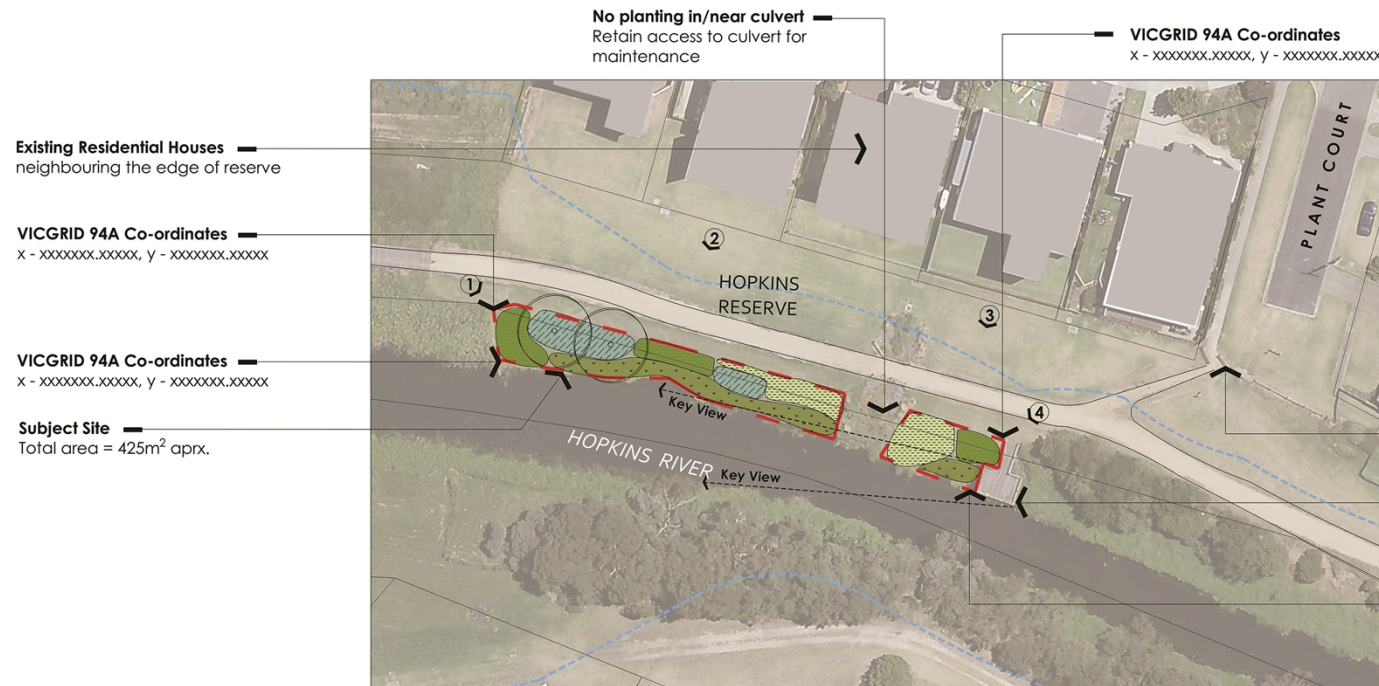 No planting in/near culvert
Retain access to culvert for
maintenance
VICGRID 94A Co-ordinates
x - xxxxxxx.xxxxx, y - xxxxxxx.xxxxx
Existing Residential Houses
neighbouring the edge of reserve
VICGRID 94A Co-ordinates
x - xxxxxxx.xxxxx, y - xxxxxxx.xxxxx
VICGRID 94A Co-ordinates
x - xxxxxxx.xxxxx, y - xxxxxxx.xxxxx
Subject Site
Total area = 425m² aprx.
PLANT COURT
2
HOPKINS
RESERVE
1
3
4
Key View
HOPKINS RIVER
Key View